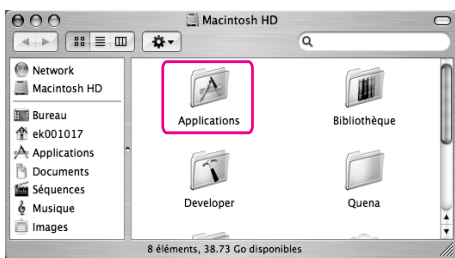 Macintosh HD
Network
Macintosh HD
Bureau
ek001017
Applications
Documents
Séquences
Musique
Images
Applications
Bibliothèque
Developer
Quena
8 éléments, 38.73 Go disponibles